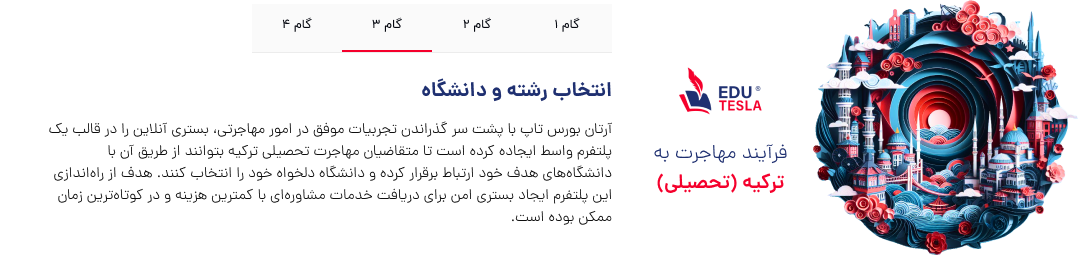 گام ۱
گام ۲
گام ۳
گام ۴
EDU®
TESLA
فرآیند مهاجرت به
ترکیه (تحصیلی)
انتخاب رشته و دانشگاه
آرتان بورس تاپ با پشت سر گذراندن تجربیات موفق در امور مهاجرتی، بستری آنلاین را در قالب یک
پلتفرم واسط ایجاده کرده است تا متقاضیان مهاجرت تحصیلی ترکیه بتوانند از طریق آن با
دانشگاه‌های هدف خود ارتباط برقرار کرده و دانشگاه دلخواه خود را انتخاب کنند. هدف از راه‌اندازی
این پلتفرم ایجاد بستری امن برای دریافت خدمات مشاوره‌ای با کمترین هزینه و در کوتاه‌ترین زمان
ممکن بوده است.